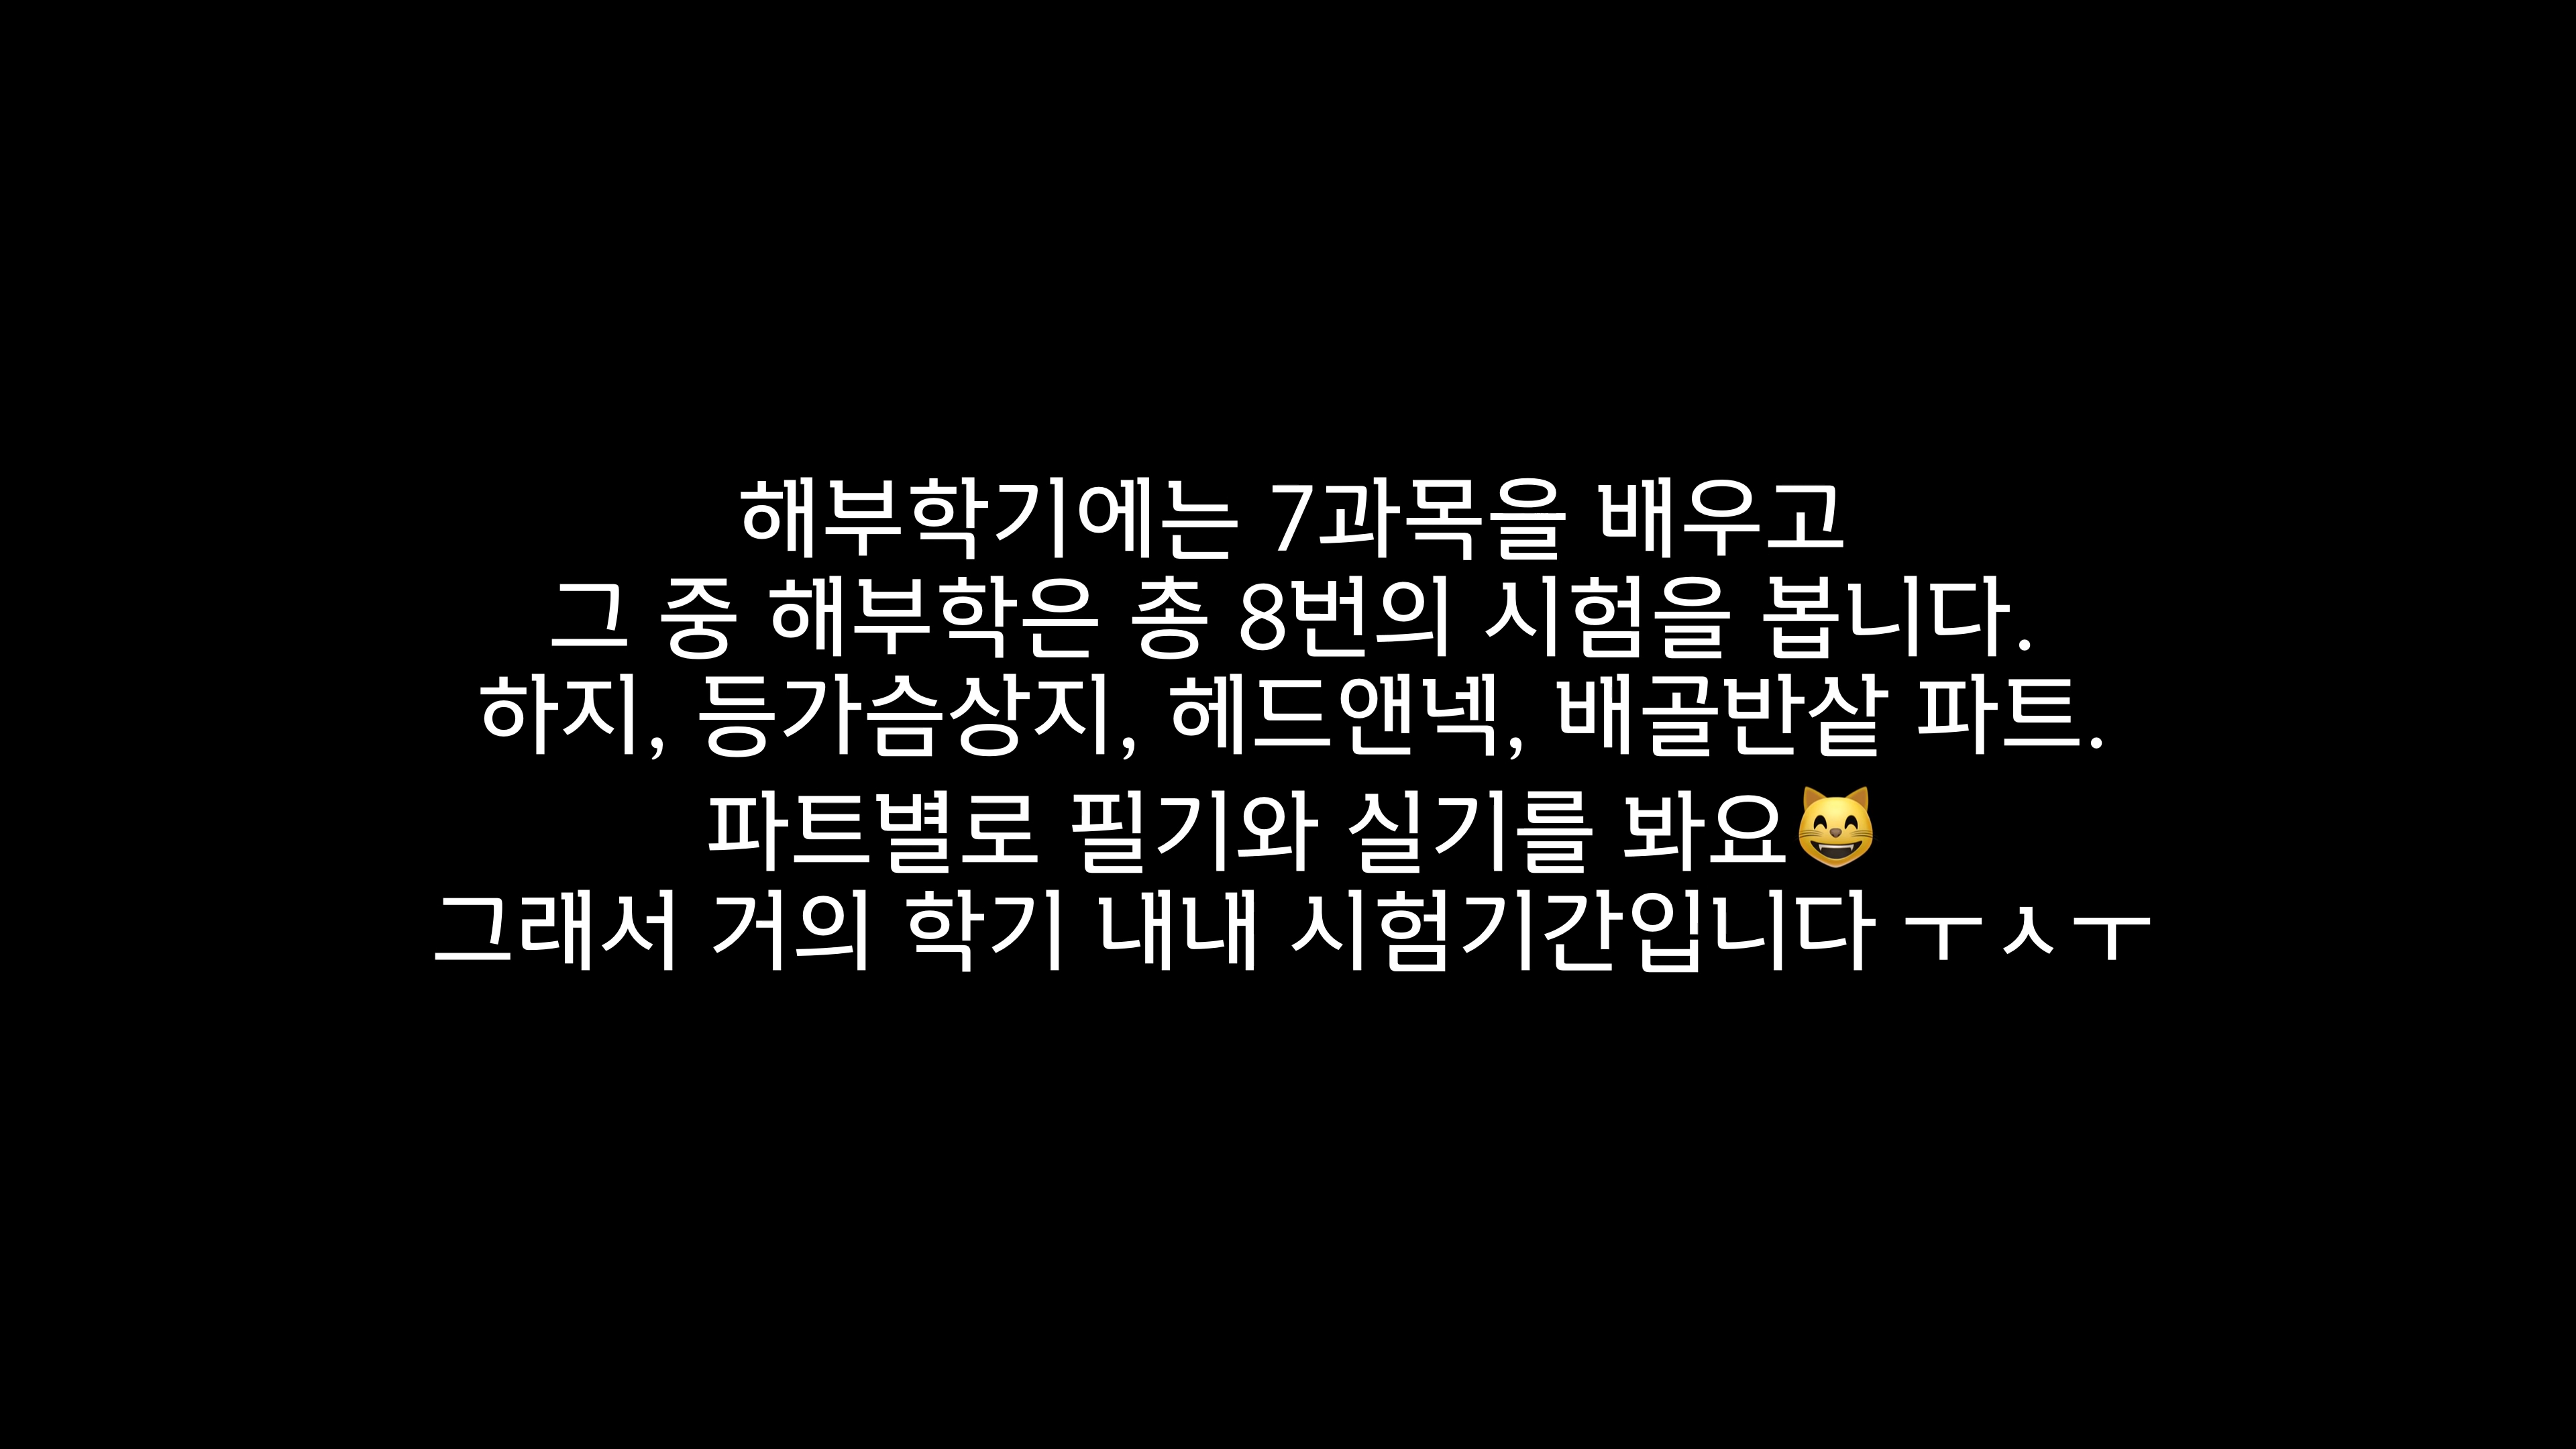 해부학기에는 7과목을 배우고
그 중 해부학은 총 8번의 시험을 봅니다.
하지, 등가슴상지, 헤드앤넥, 배골반샅 파트.
파트별로 필기와 실기를 봐요😸
그래서 거의 학기 내내 시험기간입니다 ㅜㅅㅜ